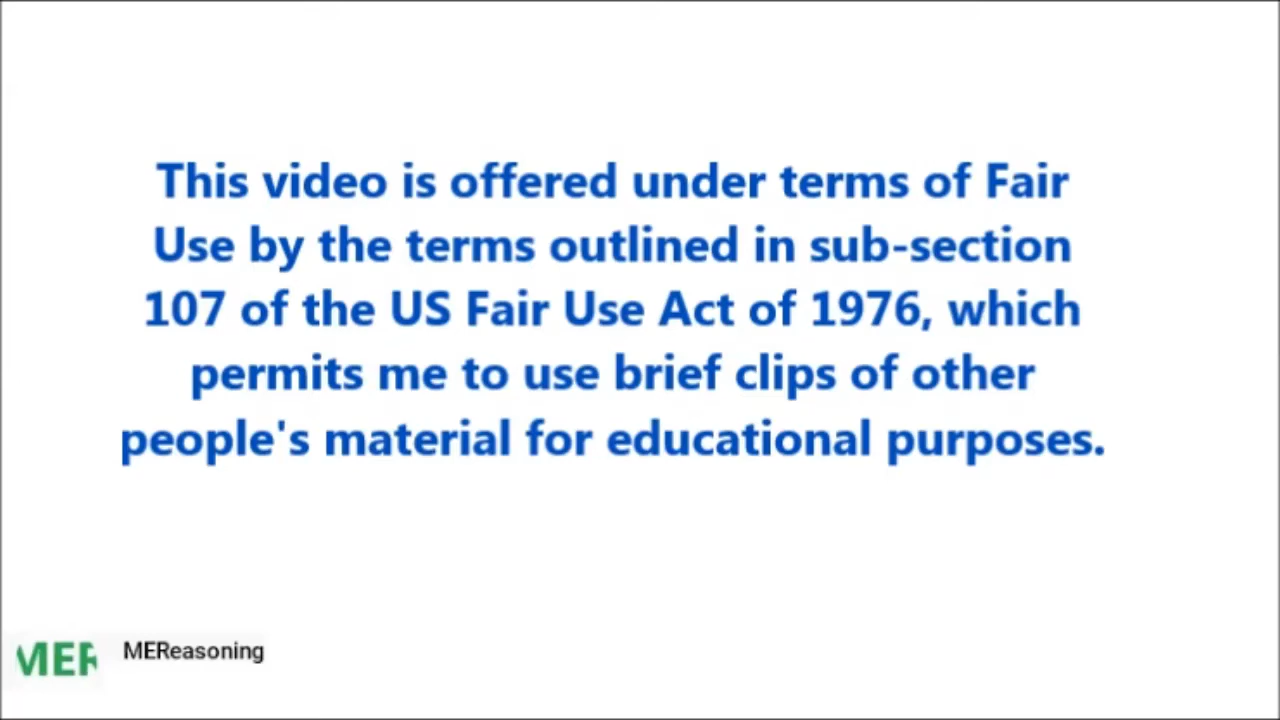 This video is offered under terms of Fair
Use by the terms outlined in sub-section
107 of the US Fair Use Act of 1976, which
permits me to use brief clips of other
people's material for educational purposes.
MER
MEReasoning